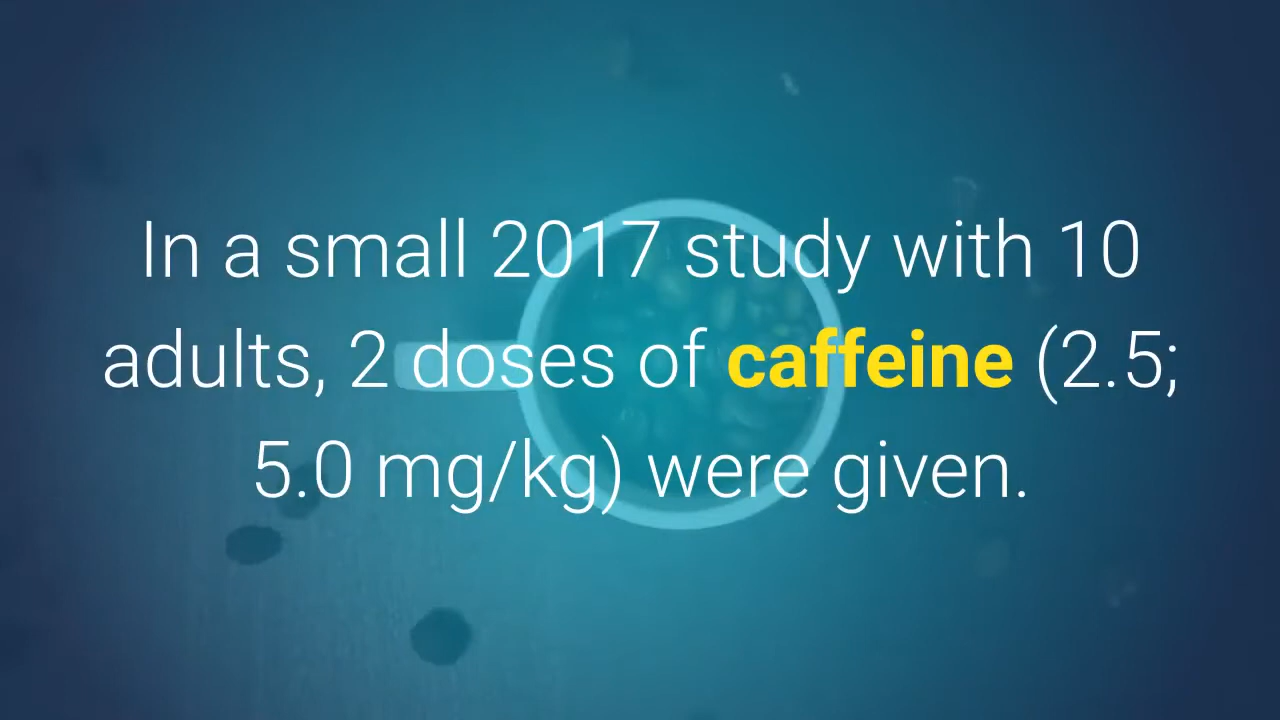 In a small 2017 study with 10
adults, 2 doses of caffeine (2.5;
5.0 mg/kg) were given.